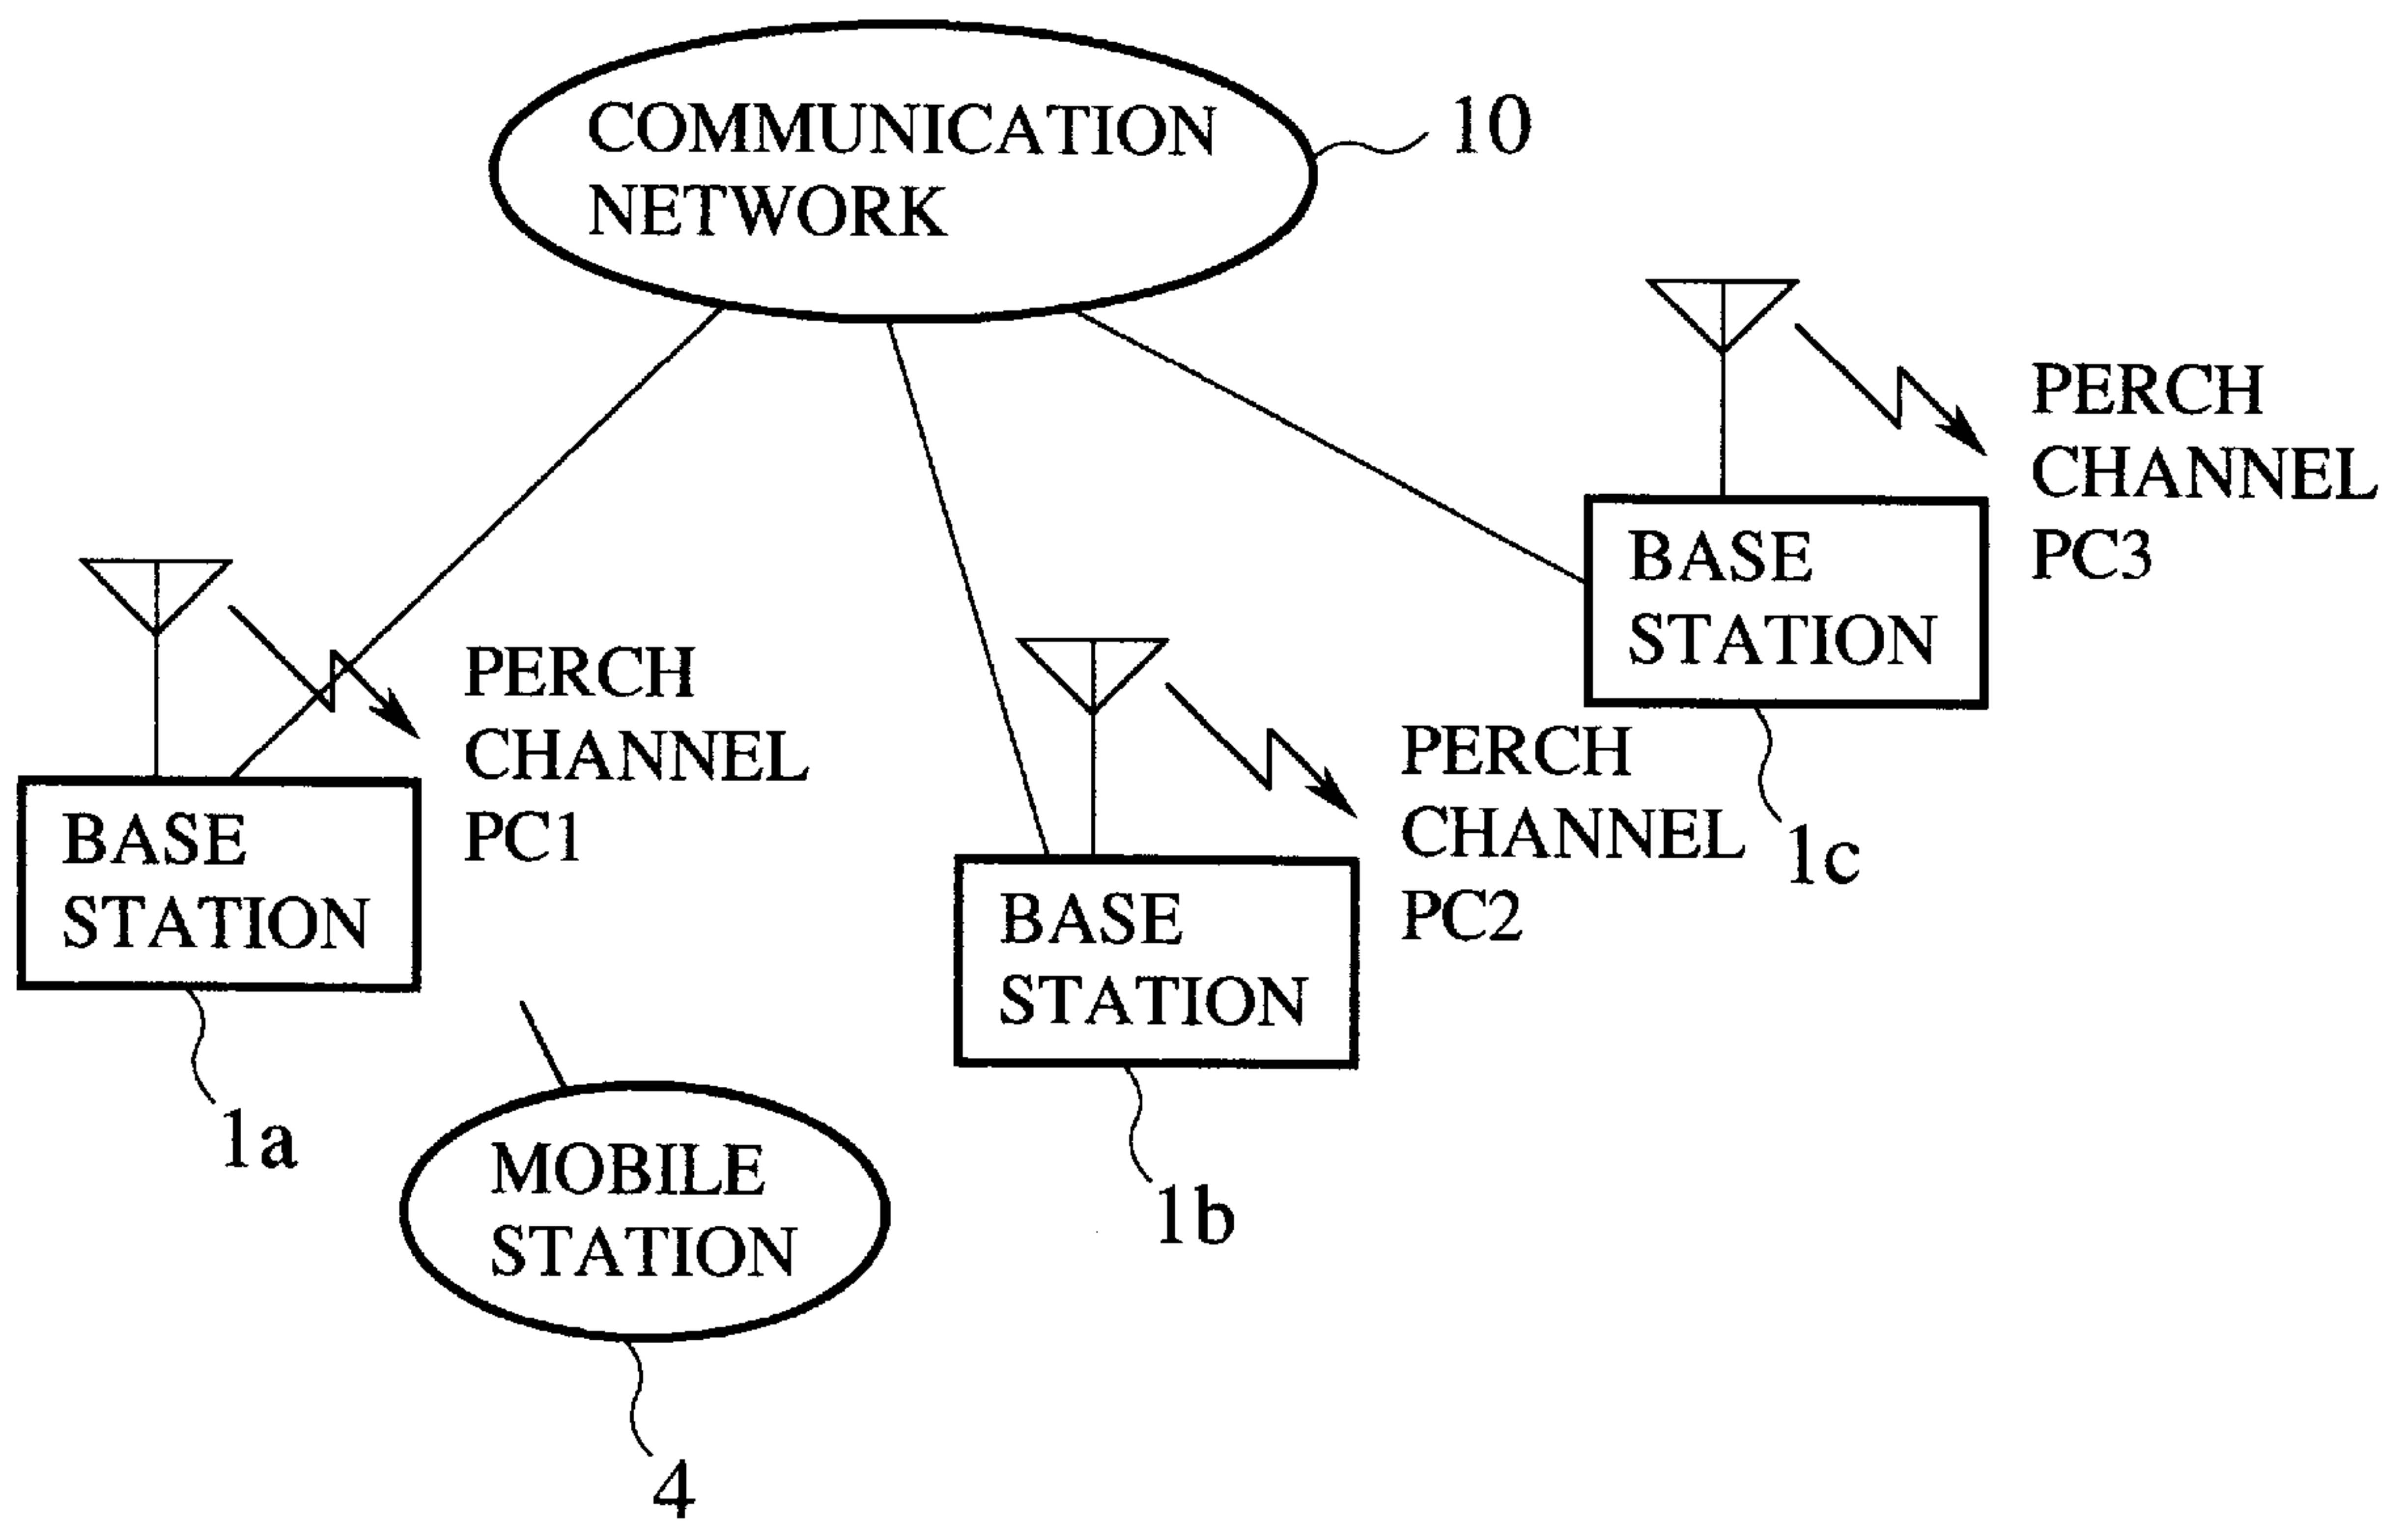 COMMUNICATION
NETWORK
10
PERCH
CHANNEL
PC3
BASE
STATION
1c
PERCH
CHANNEL
PC1
BASE
STATION
1a
PERCH
CHANNEL
PC2
BASE
STATION
1b
MOBILE
STATION
4